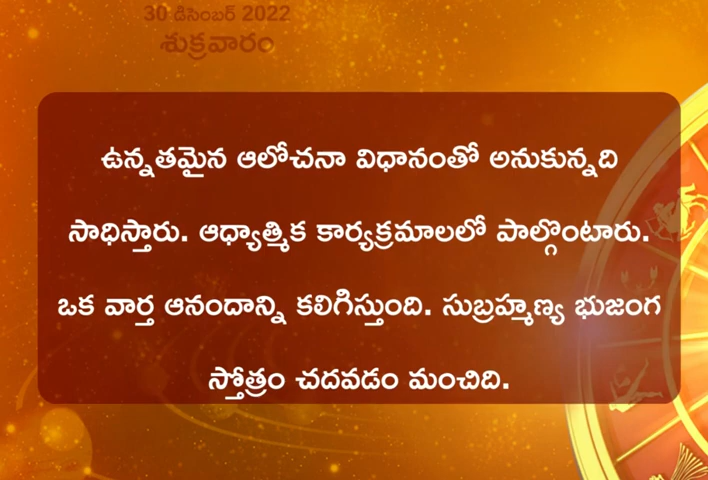 30 డిసెంబర్ 2022
శుక్రవారం
ఉన్నతమైన ఆలోచనా విధానంతో అనుకున్నది
సాధిస్తారు. ఆధ్యాత్మిక కార్యక్రమాలలో పాల్గొంటారు.
ఒక వార్త ఆనందాన్ని కలిగిస్తుంది. సుబ్రహ్మణ్య భుజంగ
స్తోత్రం చదవడం మంచిది.